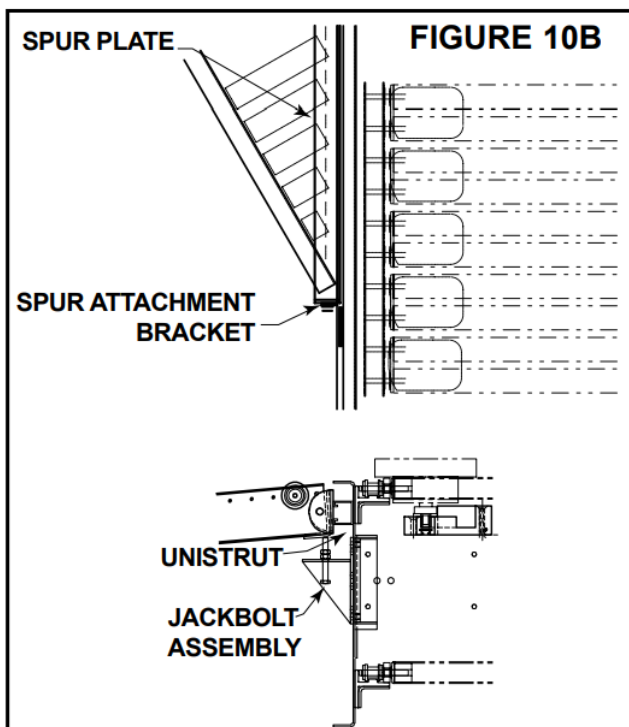 SPUR PLATE
FIGURE 10B
SPUR ATTACHMENT
BRACKET
UNISTRUT
JACKBOLT
ASSEMBLY